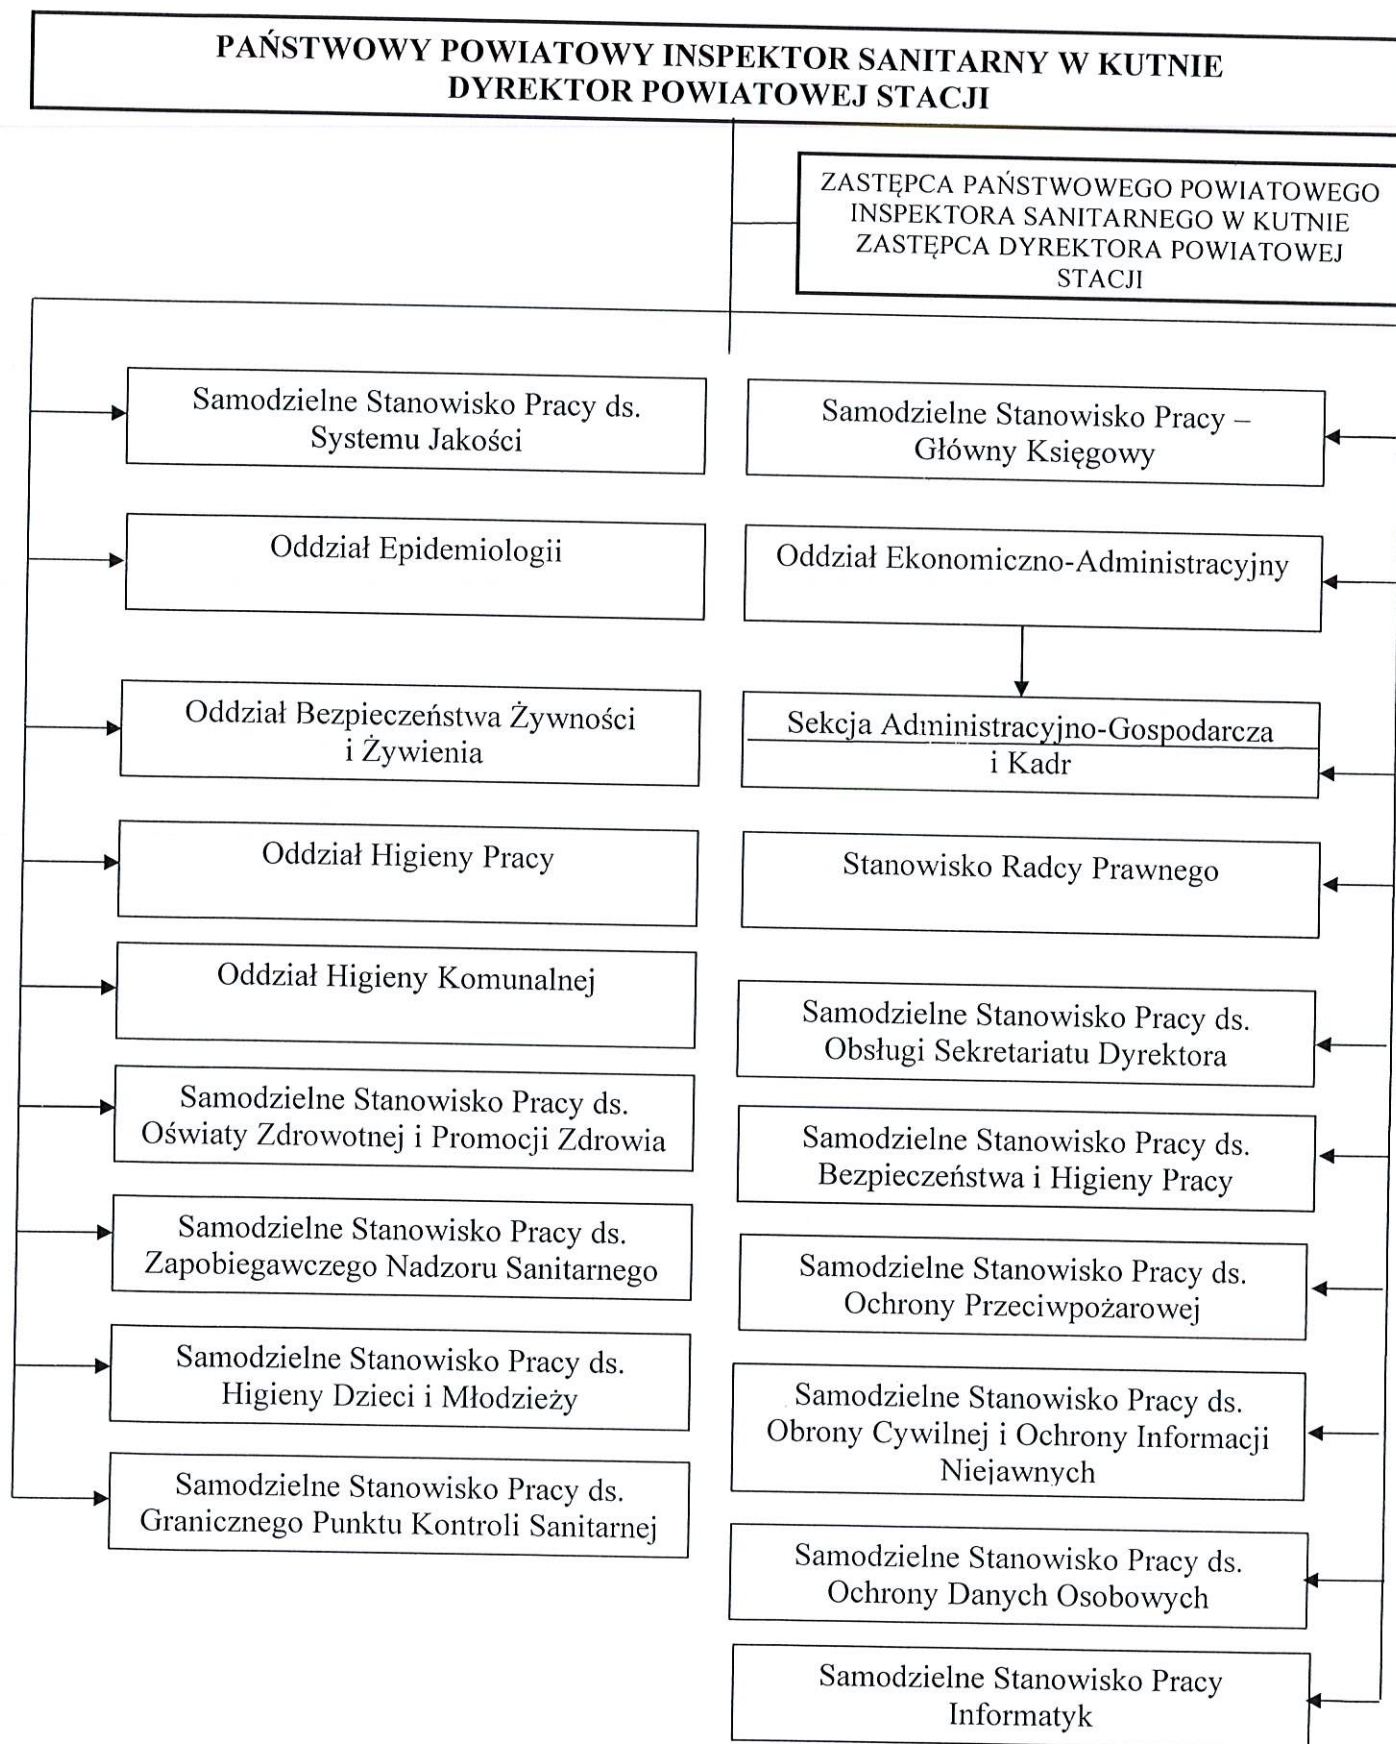 PAŃSTWOWY POWIATOWY INSPEKTOR SANITARNY W KUTNIE
DYREKTOR POWIATOWEJ STACJI
ZASTĘPCA PAŃSTWOWEGO POWIATOWEGO
INSPEKTORA SANITARNEGO W KUTNIE
ZASTĘPCA DYREKTORA POWIATOWEJ
STACJI
Samodzielne Stanowisko Pracy ds.
Systemu Jakości
Oddział Epidemiologii
Oddział Bezpieczeństwa Żywności
i Żywienia
Oddział Higieny Pracy
Oddział Higieny Komunalnej
Samodzielne Stanowisko Pracy ds.
Oświaty Zdrowotnej i Promocji Zdrowia
Samodzielne Stanowisko Pracy ds.
Zapobiegawczego Nadzoru Sanitarnego
Samodzielne Stanowisko Pracy ds.
Higieny Dzieci i Młodzieży
Samodzielne Stanowisko Pracy ds.
Granicznego Punktu Kontroli Sanitarnej
Samodzielne Stanowisko Pracy –
Główny Księgowy
Oddział Ekonomiczno-Administracyjny
Sekcja Administracyjno-Gospodarcza
i Kadr
Stanowisko Radcy Prawnego
Samodzielne Stanowisko Pracy ds.
Obsługi Sekretariatu Dyrektora
Samodzielne Stanowisko Pracy ds.
Bezpieczeństwa i Higieny Pracy
Samodzielne Stanowisko Pracy ds.
Ochrony Przeciwpożarowej
Samodzielne Stanowisko Pracy ds.
Obrony Cywilnej i Ochrony Informacji
Niejawnych
Samodzielne Stanowisko Pracy ds.
Ochrony Danych Osobowych
Samodzielne Stanowisko Pracy
Informatyk